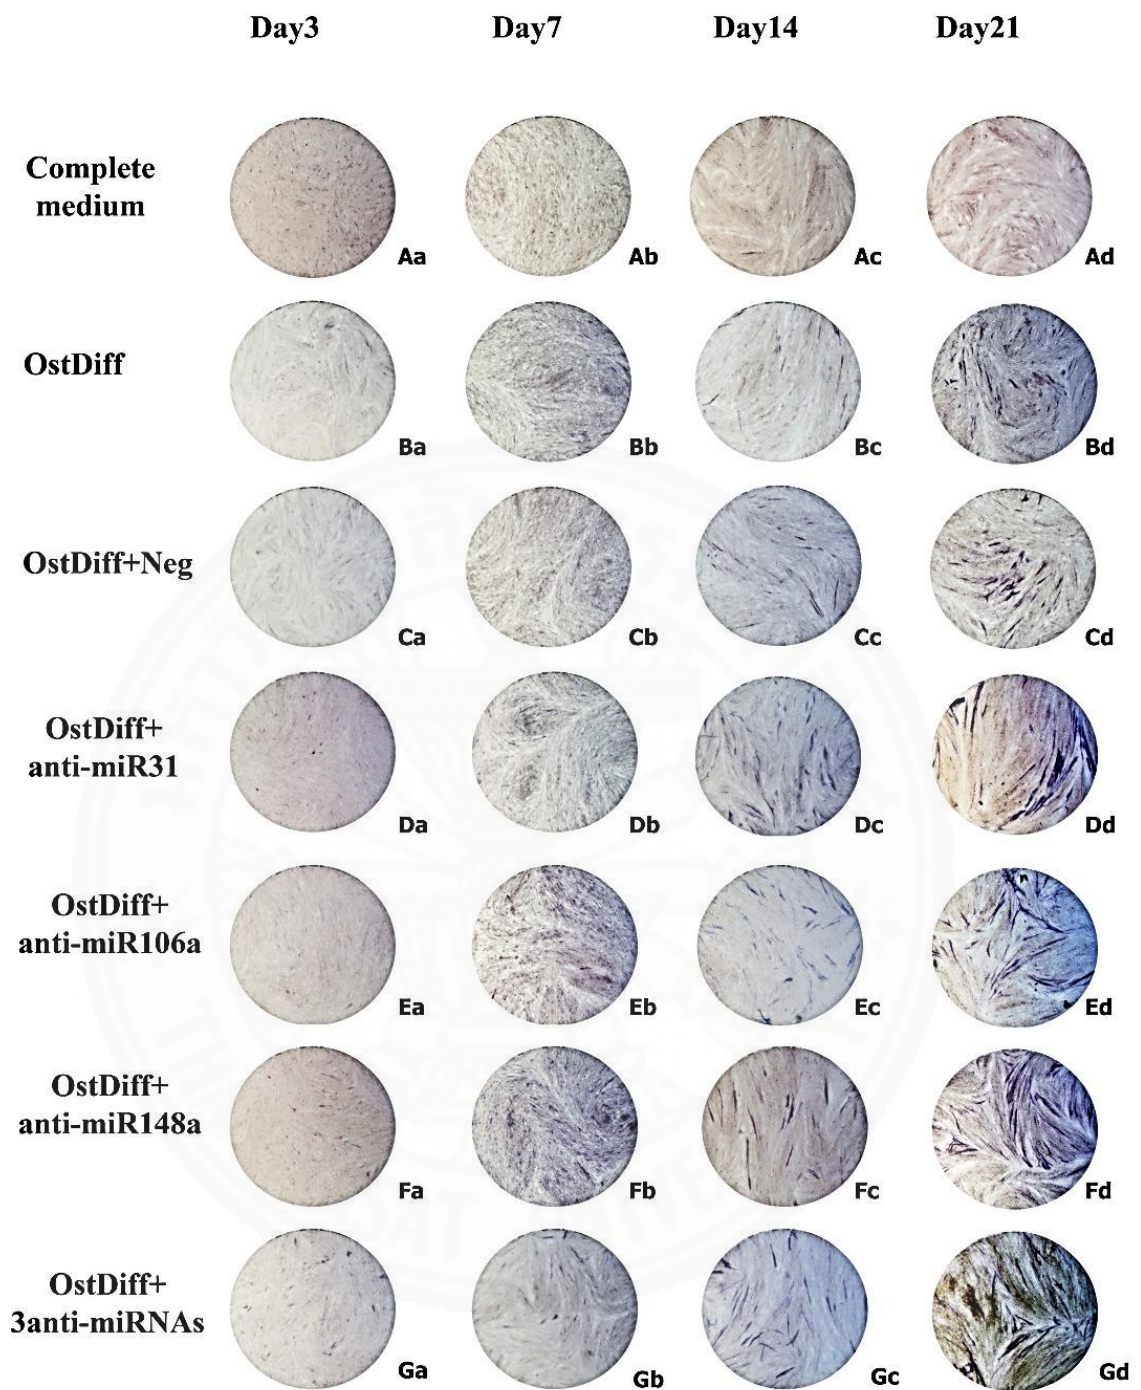 Day3 Day7 Day14 Day21
Complete
medium
Aa Ab Ac Ad
OstDiff
Ba Bb Bc Bd
OstDiff+Neg
Ca Cb Cc Cd
OstDiff+
anti-miR31
Da Db Dc Dd
OstDiff+
anti-miR106a
Ea Eb Ec Ed
OstDiff+
anti-miR148a
Fa Fb Fc Fd
OstDiff+
3anti-miRNAs
Ga Gb Gc Gd